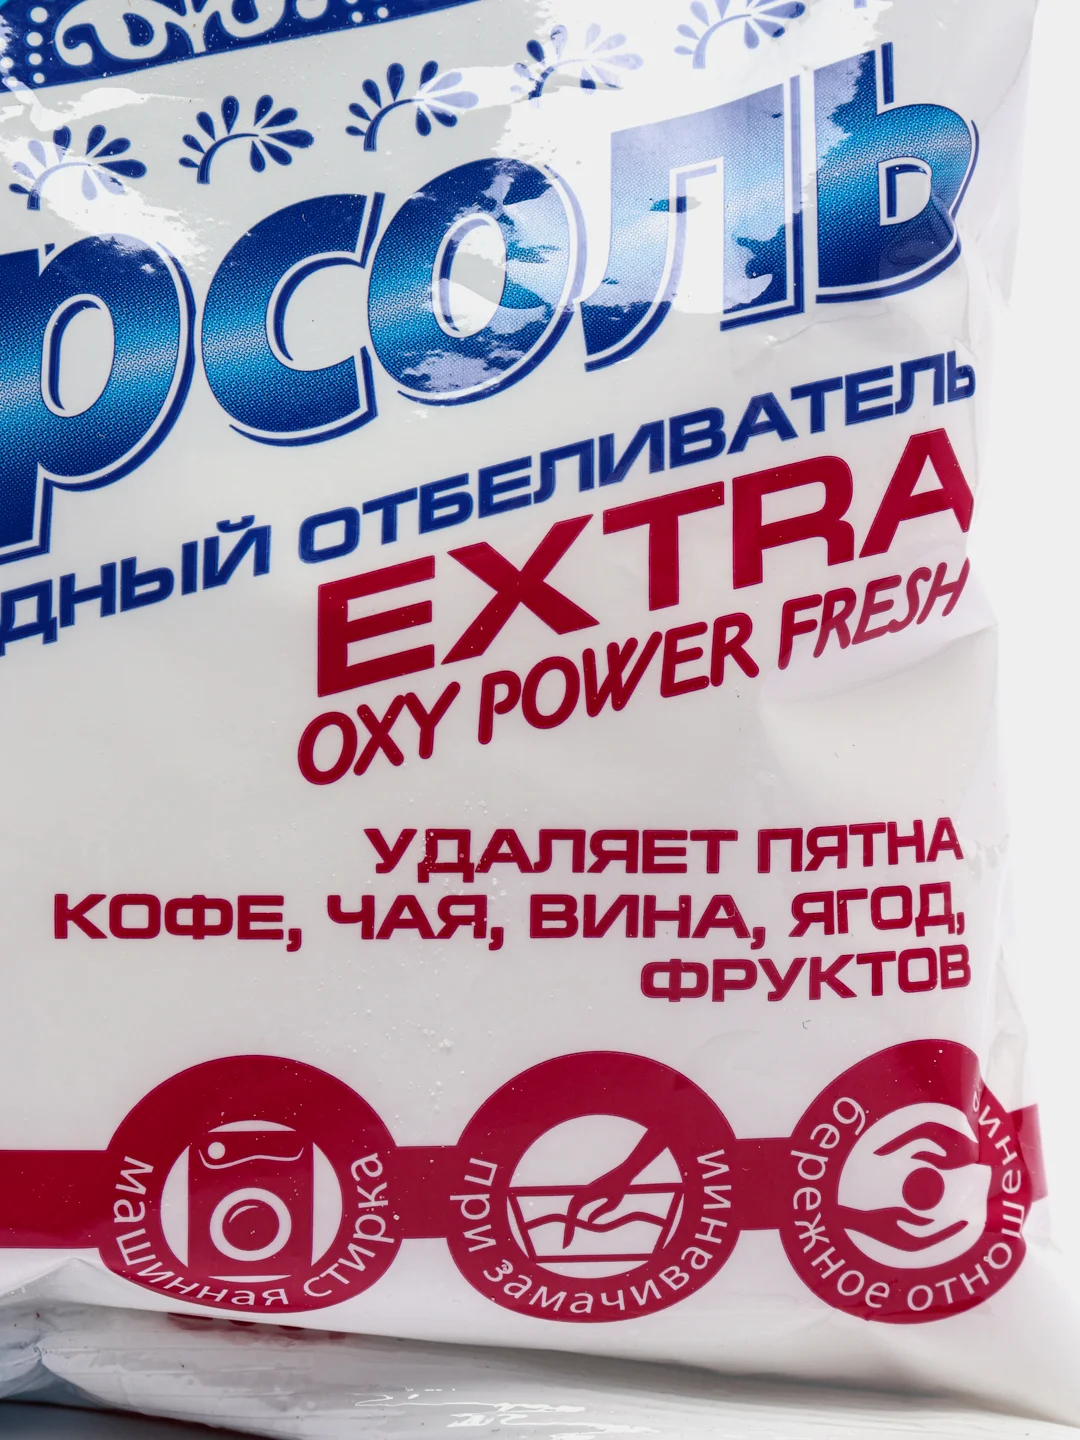 рсоль
дный отбеливатель
EXTRA
OXY POWER FRESH
УДАЛЯЕТ ПЯТНА
КОФЕ, ЧАЯ, ВИНА, ЯГОД,
ФРУКТОВ
машинная стирка
при замачивании
бережное отношение